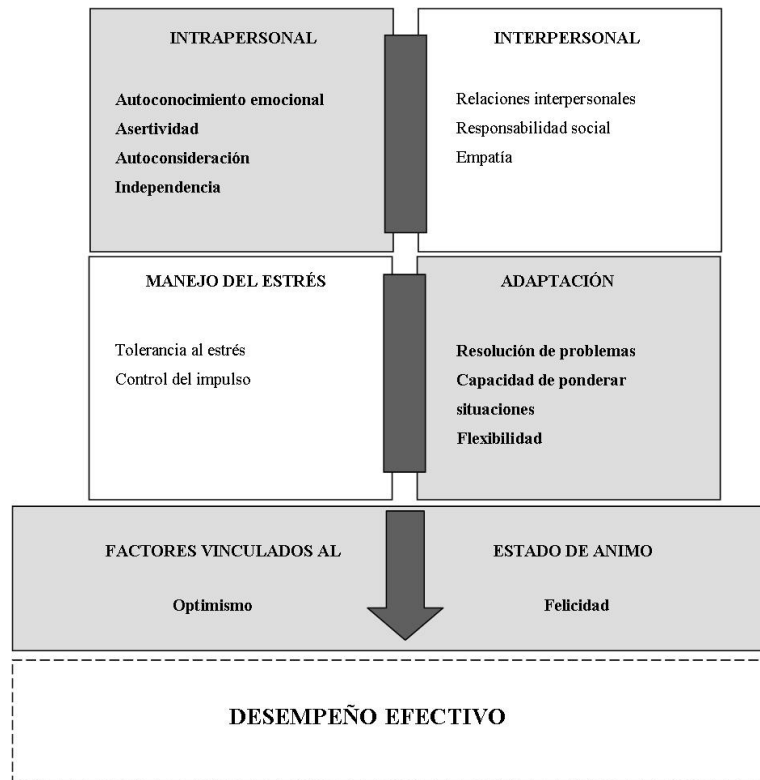 INTRAPERSONAL
Autoconocimiento emocional
Asertividad
Autoconsideración
Independencia
INTERPERSONAL
Relaciones interpersonales
Responsabilidad social
Empatía
MANEJO DEL ESTRÉS
Tolerancia al estrés
Control del impulso
ADAPTACIÓN
Resolución de problemas
Capacidad de ponderar
situaciones
Flexibilidad
FACTORES VINCULADOS AL
ESTADO DE ANIMO
Optimismo
Felicidad
DESEMPEÑO EFECTIVO